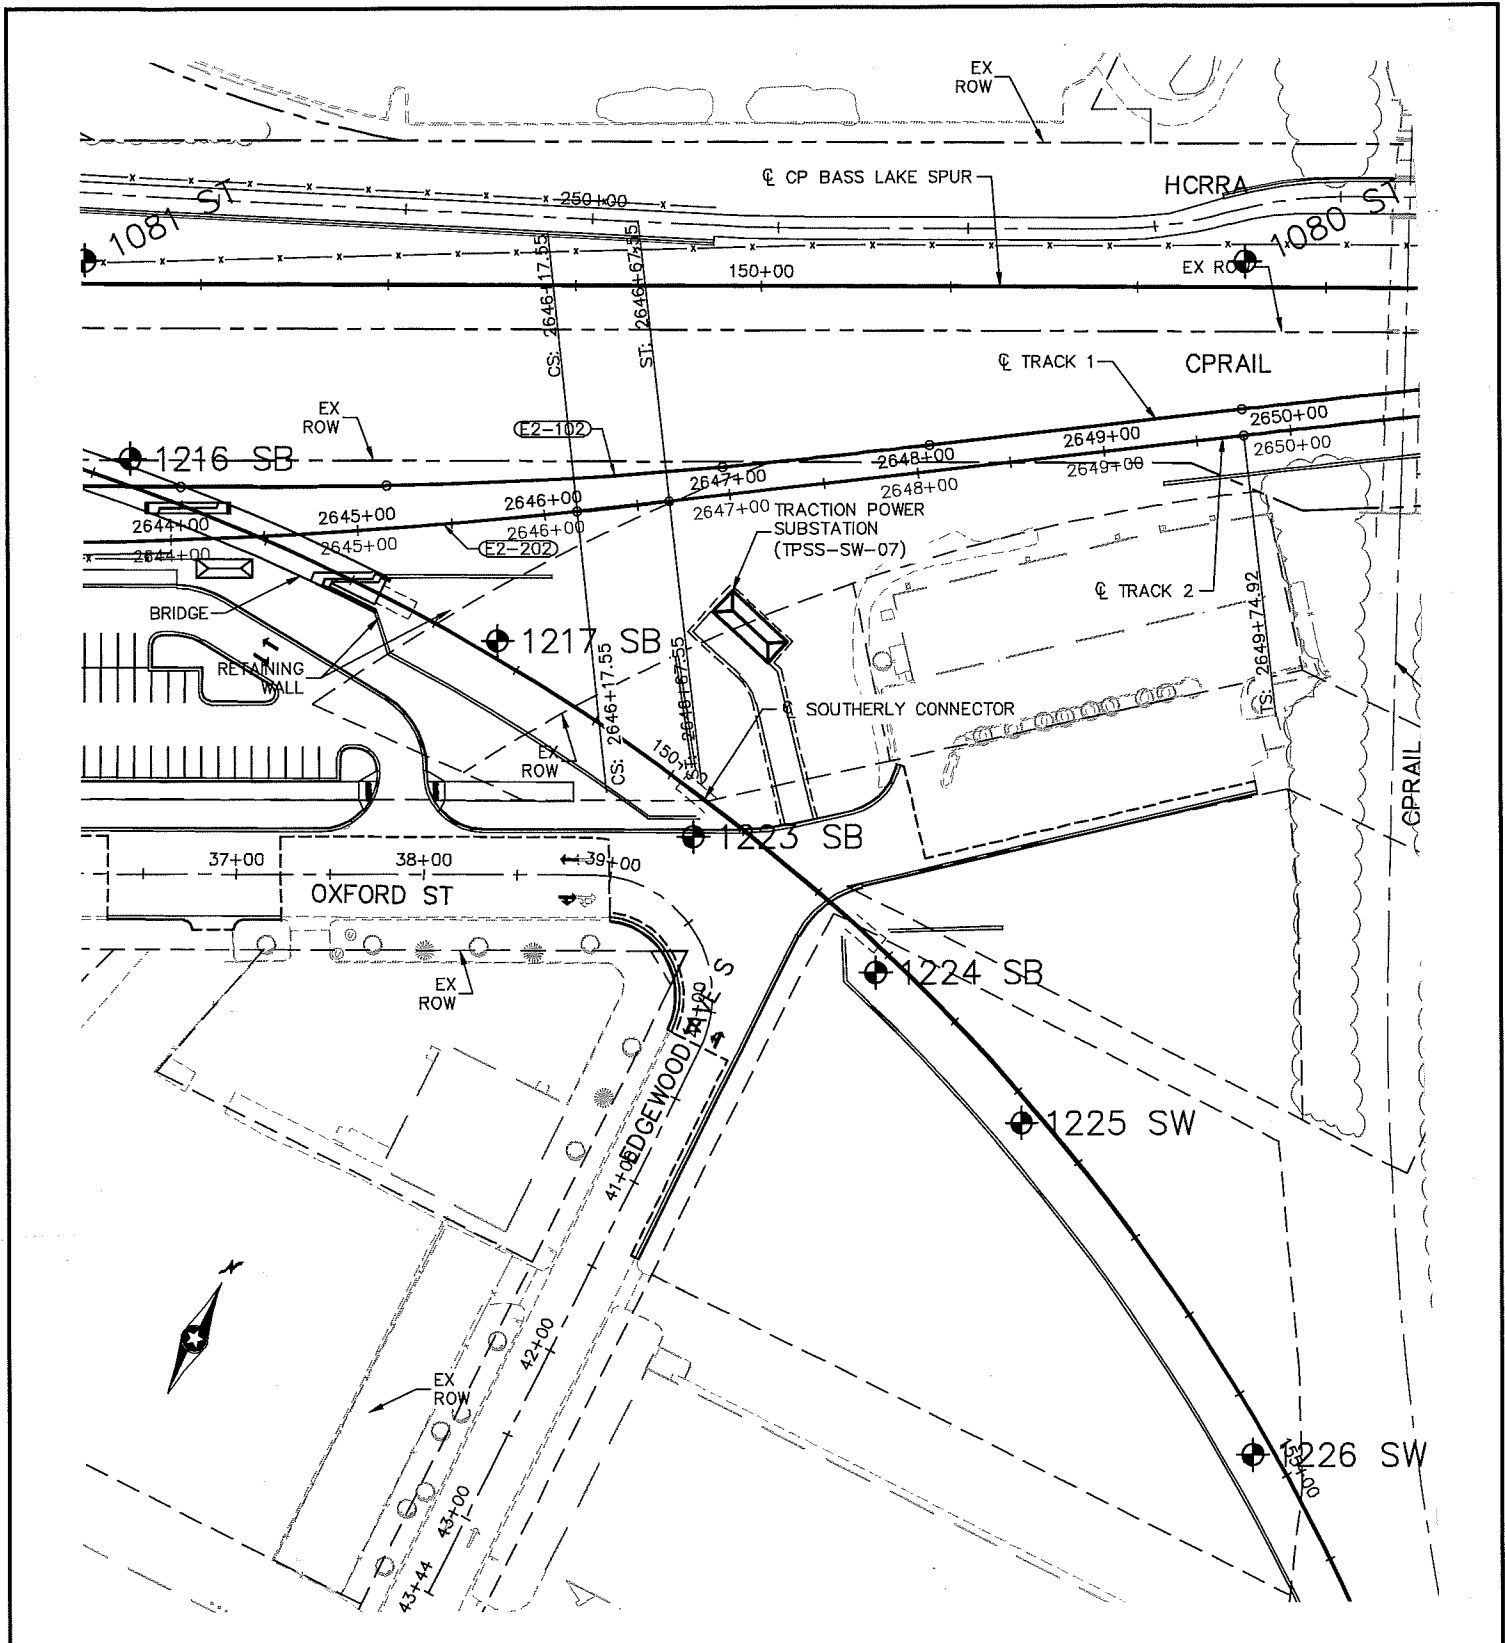 EX
ROW
℄ CP BASS LAKE SPUR
HCRRA
1081 ST
250+00
1080 ST
150+00
EX ROW
CS: 2646+17.55
ST: 2646+67.55
℄ TRACK 1
CPRAIL
EX
ROW
E2-102
2650+00
2649+00
2650+00
1216 SB
2648+00
2649+00
2647+00
2648+00
2646+00
2647+00
2645+00
2646+00
2644+00
2645+00
2644+00
E2-202
TRACTION POWER
SUBSTATION
(TPSS-SW-07)
℄ TRACK 2
BRIDGE
1217 SB
RETAINING
WALL
CS: 2646+17.55
TS: 2649+74.92
℄ SOUTHERLY CONNECTOR
EX
ROW
CPRAIL
1223 SB
37+00
38+00
39+00
OXFORD ST
EX
ROW
1224 SB
EDGEWOOD AVE S
1225 SW
41+00
N
42+00
EX
ROW
1226 SW
43+00
43+44